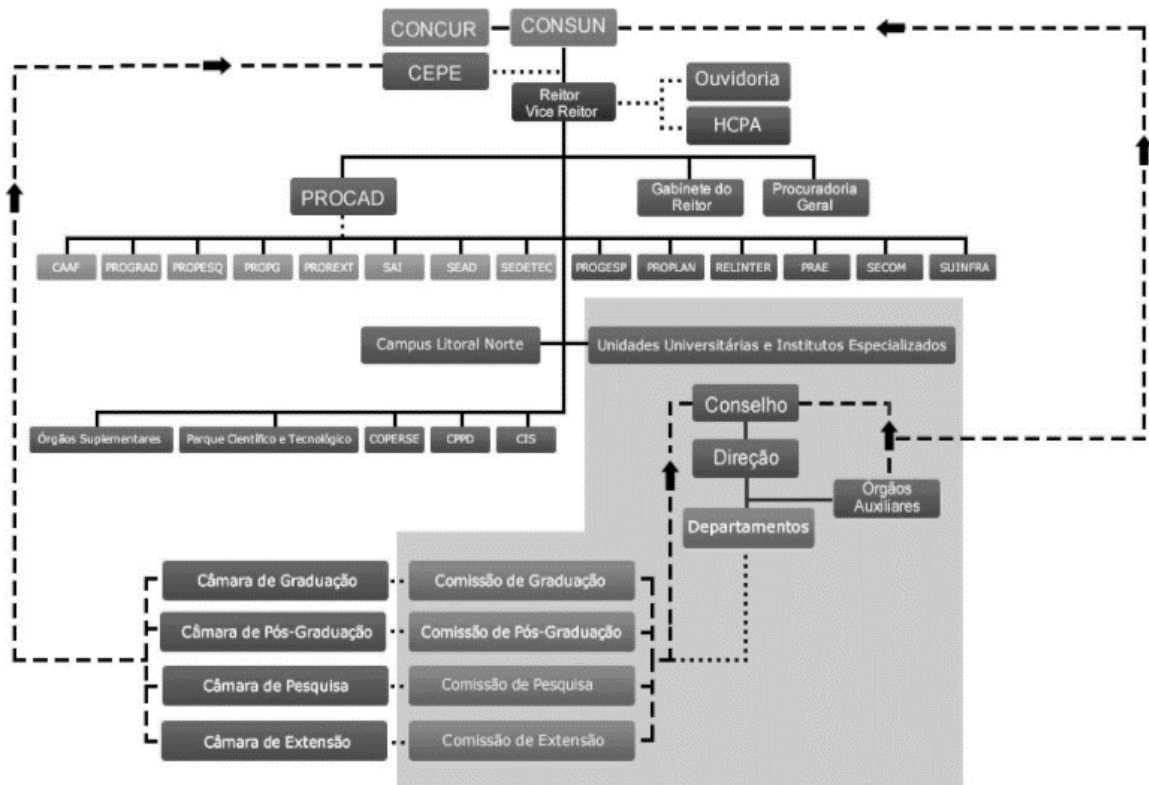 CONCUR
CONSUN
CEPE
Reitor
Vice Reitor
Ouvidoria
HCPA
PROCAD
Gabinete do
Reitor
Procuradoria
Geral
CAAF
PROGRAD
PROPESQ
PROPG
PROREXT
SAI
SEAD
SEDETEC
PROGESP
PROPLAN
RELINTER
PRAE
SECOM
SUINFRA
Campus Litoral Norte
Unidades Universitárias e Institutos Especializados
Conselho
Órgãos Suplementares
Parque Científico e Tecnológico
COPERSE
CPPD
CIS
Direção
Órgãos
Auxiliares
Departamentos
Câmara de Graduação
Comissão de Graduação
Câmara de Pós-Graduação
Comissão de Pós-Graduação
Câmara de Pesquisa
Comissão de Pesquisa
Câmara de Extensão
Comissão de Extensão